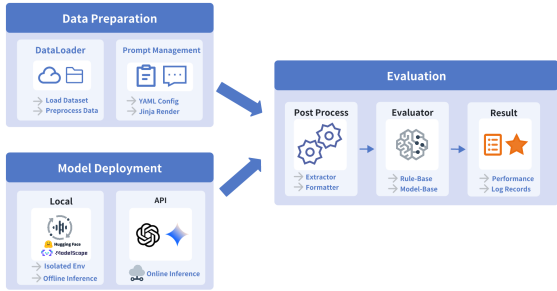 Data Preparation
DataLoader
Load Dataset
Preprocess Data
Prompt Management
YAML Config
Jinja Render
Model Deployment
Local
Hugging Face
ModelScope
Isolated Env
Offline Inference
API
Online Inference
Evaluation
Post Process
Extractor
Formatter
Evaluator
Rule-Base
Model-Base
Result
Performance
Log Records